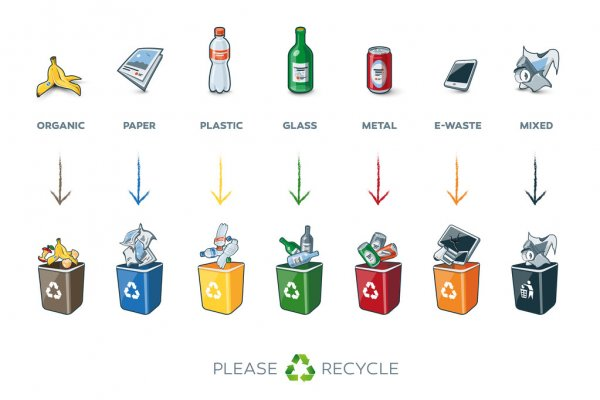 ORGANIC PAPER PLASTIC GLASS METAL E-WASTE MIXED
PLEASE RECYCLE